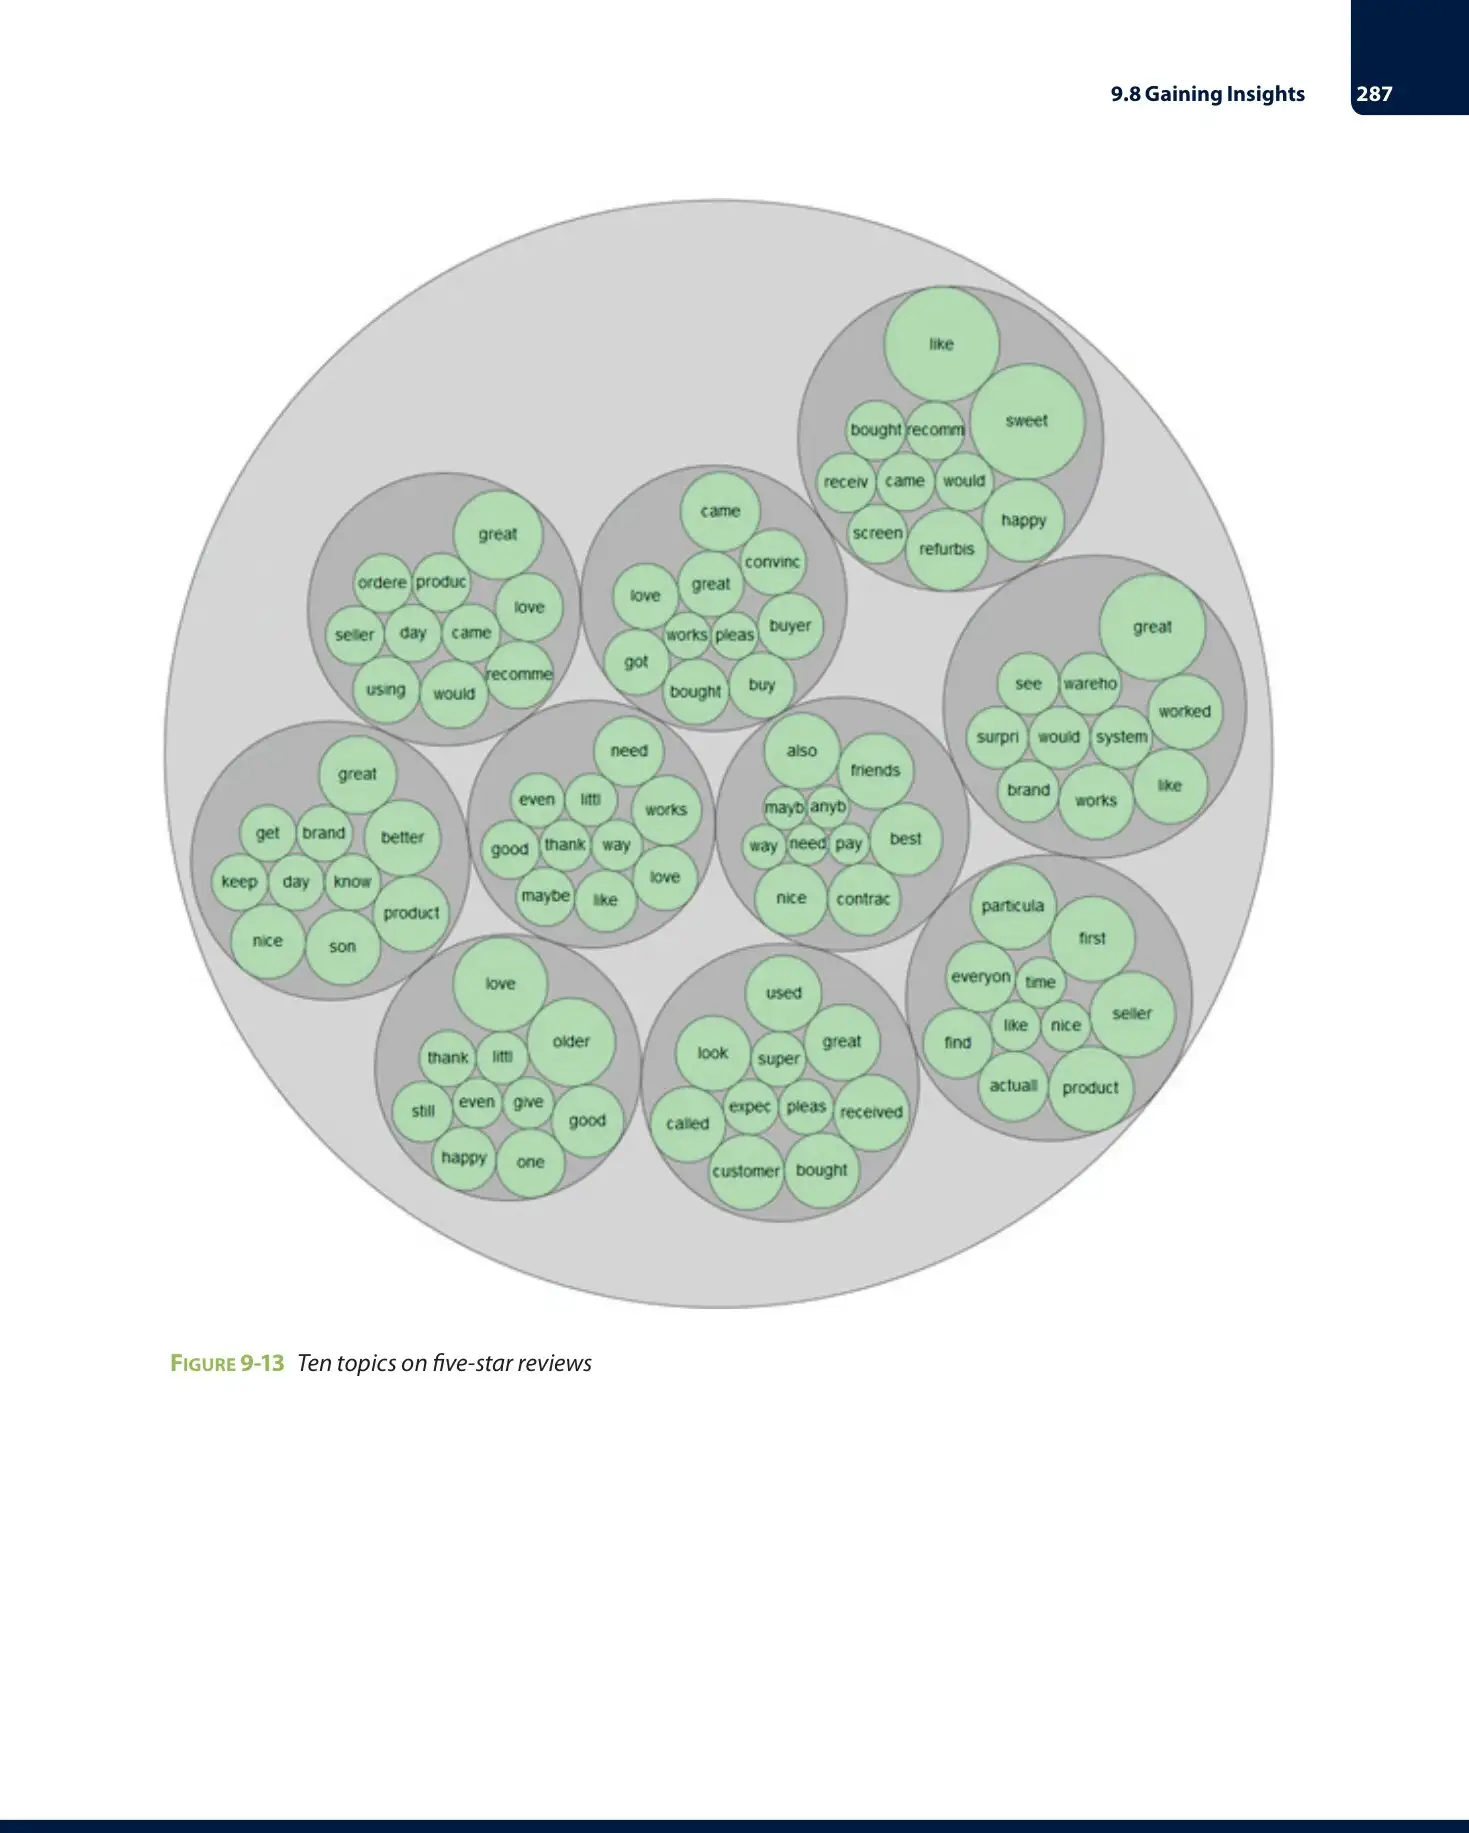 9.8 Gaining Insights 287
like
sweet
bought recomm
receiv came would
happy
screen
refurbis
great
ordere produc
love
seller day came
recomme
using would
came
convinc
great
love
buyer
works pleas
got
buy
bought
great
see wareho
worked
surpri would system
like
brand works
great
get brand better
keep day know
product
nice son
need
even littl
works
good thank way
love
maybe like
also
friends
mayb anyb
best
way need pay
nice contrac
particula
first
everyon time
seller
like nice
find
actuall product
love
older
thank littl
even give
still
good
happy one
used
great
look super
expec pleas received
called
customer bought
FIGURE 9-13 Ten topics on five-star reviews